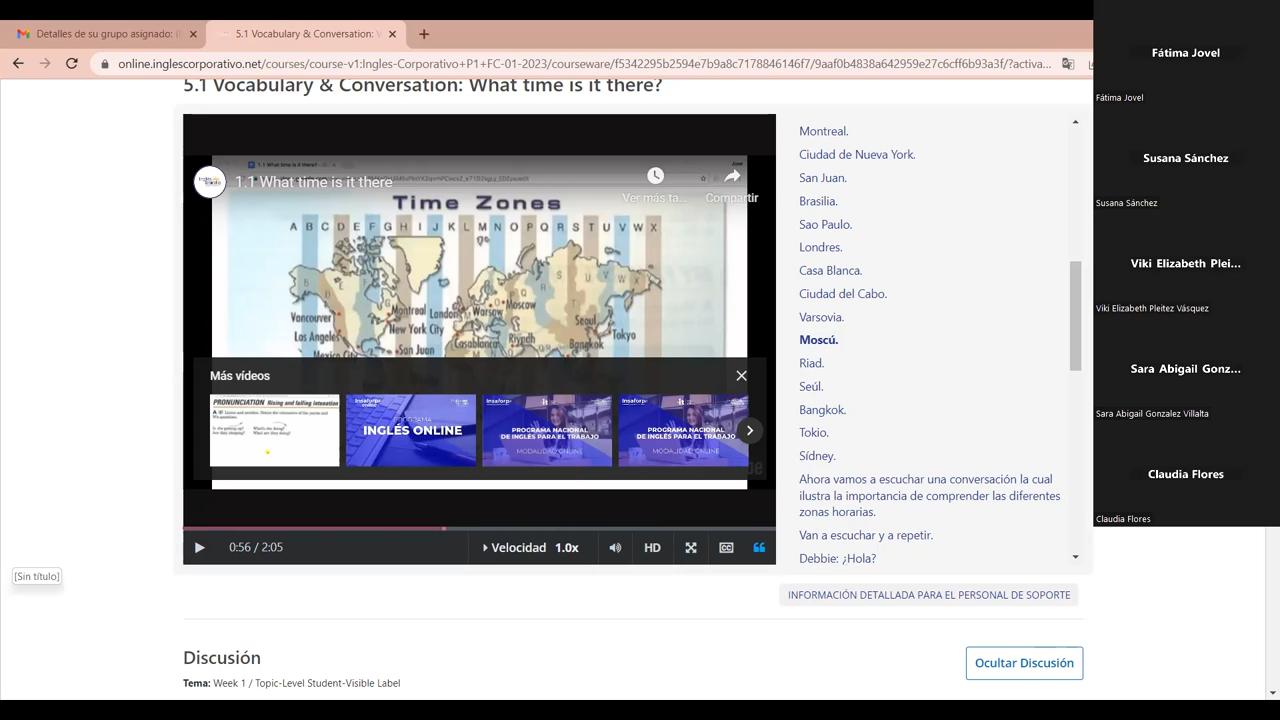 Detalles de su grupo asignado: (I
5.1 Vocabulary & Conversation: W
online.inglescorporativo.net/courses/course-v1:Ingles-Corporativo+P1+FC-01-2023/courseware/f5342295b2594e7b9a8c7178846146f7/9aaf0b4838a642959e27c6cff6b93a3f/?activa...
5.1 Vocabulary & Conversation: What time is it there?
1.1 What time is it there
Ver más ta...
Compartir
Time Zones
A B C D E F G H I J K L M N O P Q R S T U V W X
Vancouver
Montreal
London
Warsaw
Moscow
Los Angeles
New York City
Casablanca
Riyadh
Seoul
Tokyo
Mexico City
San Juan
Bangkok
Más vídeos
PRONUNCIATION Rising and falling intonation
PROGRAMA
INGLÉS ONLINE
PROGRAMA NACIONAL
DE INGLÉS PARA EL TRABAJO
MODALIDAD ONLINE
PROGRAMA NACIONAL
DE INGLÉS PARA EL TRABAJO
MODALIDAD ONLINE
0:56 / 2:05
Velocidad 1.0x
HD
Montreal.
Ciudad de Nueva York.
San Juan.
Brasilia.
Sao Paulo.
Londres.
Casa Blanca.
Ciudad del Cabo.
Varsovia.
Moscú.
Riad.
Seúl.
Bangkok.
Tokio.
Sídney.
Ahora vamos a escuchar una conversación la cual
ilustra la importancia de comprender las diferentes
zonas horarias.
Van a escuchar y a repetir.
Debbie: ¿Hola?
[Sin título]
INFORMACIÓN DETALLADA PARA EL PERSONAL DE SOPORTE
Discusión
Ocultar Discusión
Tema: Week 1 / Topic-Level Student-Visible Label
Fátima Jovel
Fátima Jovel
Susana Sánchez
Susana Sánchez
Viki Elizabeth Plei...
Viki Elizabeth Pleitez Vásquez
Sara Abigail Gonz...
Sara Abigail Gonzalez Villalta
Claudia Flores
Claudia Flores